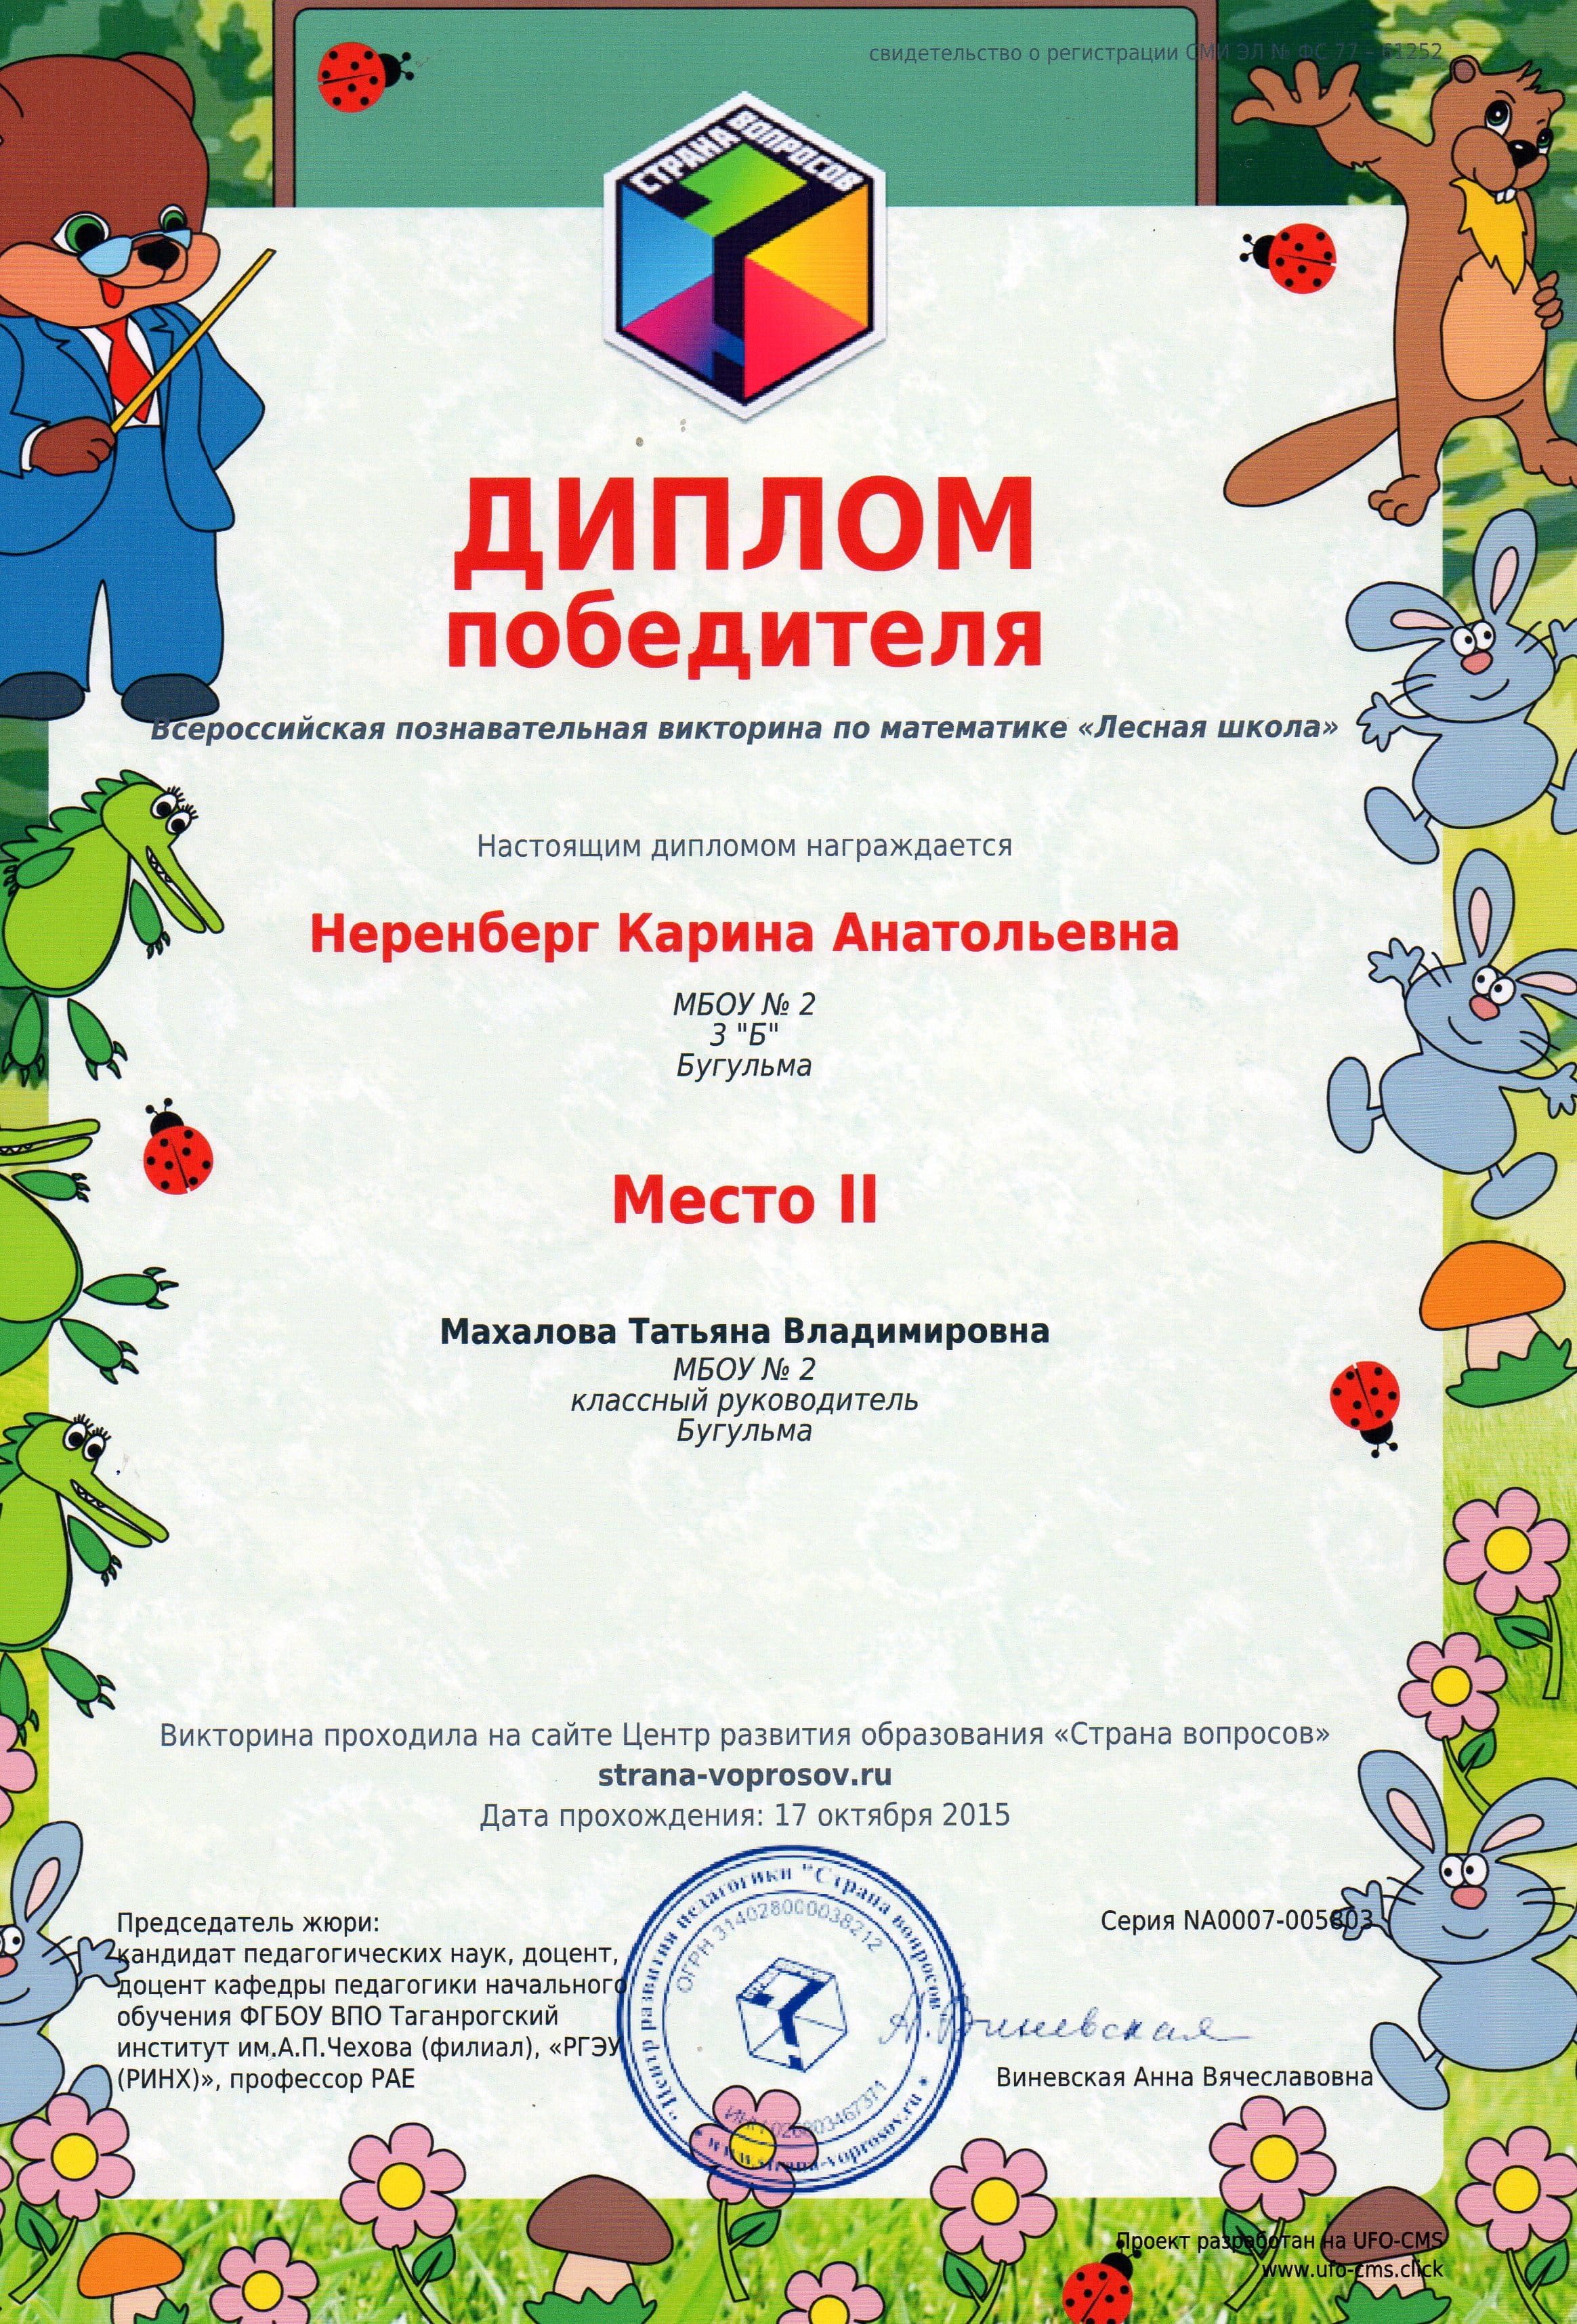 свидетельство о регистрации СМИ ЭЛ № ФС 77 - 61252
СТРАНА ВОПРОСОВ
ДИПЛОМ
победителя
Всероссийская познавательная викторина по математике «Лесная школа»
Настоящим дипломом награждается
Неренберг Карина Анатольевна
МБОУ № 2
3 "Б"
Бугульма
Место II
Махалова Татьяна Владимировна
МБОУ № 2
классный руководитель
Бугульма
Викторина проходила на сайте Центр развития образования «Страна вопросов»
strana-voprosov.ru
Дата прохождения: 17 октября 2015
Председатель жюри:
кандидат педагогических наук, доцент,
доцент кафедры педагогики начального
обучения ФГБОУ ВПО Таганрогский
институт им.А.П.Чехова (филиал), «РГЭУ
(РИНХ)», профессор РАЕ
"Центр развития педагогики "Страна вопросов"
ОГРН 314028000038212
ИНН
www.strana-voprosov.ru
Серия NA0007-005803
А. Виневская
Виневская Анна Вячеславовна
Проект разработан на UFO-CMS
www.ufo-cms.click